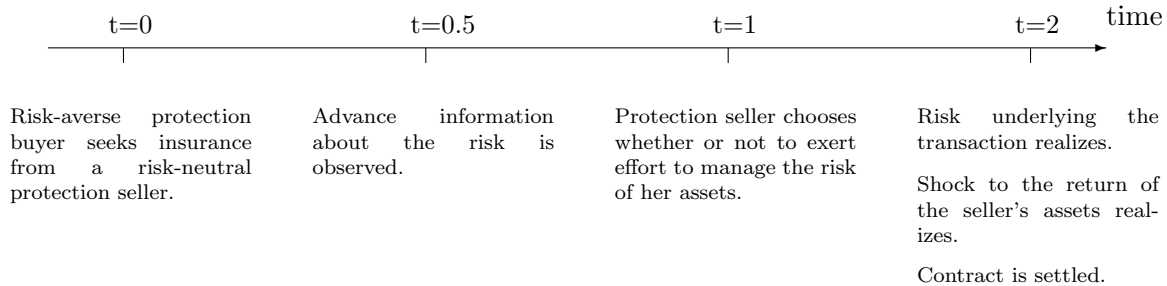 t=0 t=0.5 t=1 t=2 time
Risk-averse protection
buyer seeks insurance
from a risk-neutral
protection seller.
Advance information
about the risk is
observed.
Protection seller chooses
whether or not to exert
effort to manage the risk
of her assets.
Risk underlying the
transaction realizes.
Shock to the return of
the seller's assets real-
izes.
Contract is settled.